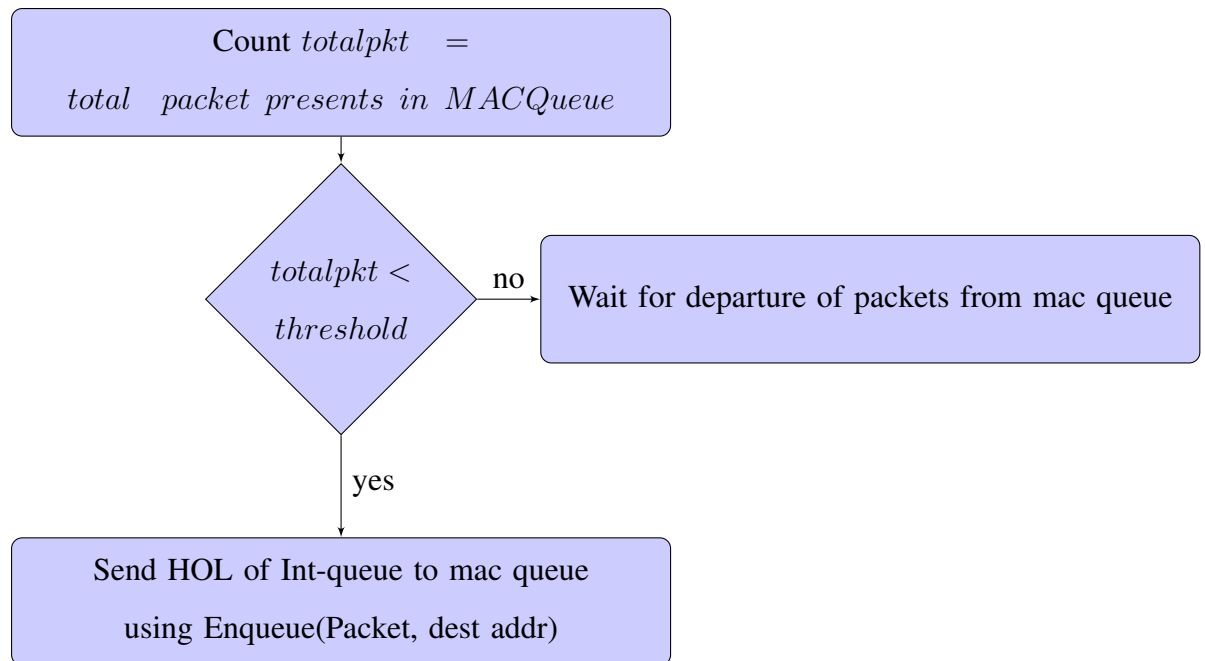 Count totalpkt =
total packet presents in MACQueue
totalpkt <
threshold
no
Wait for departure of packets from mac queue
yes
Send HOL of Int-queue to mac queue
using Enqueue(Packet, dest addr)